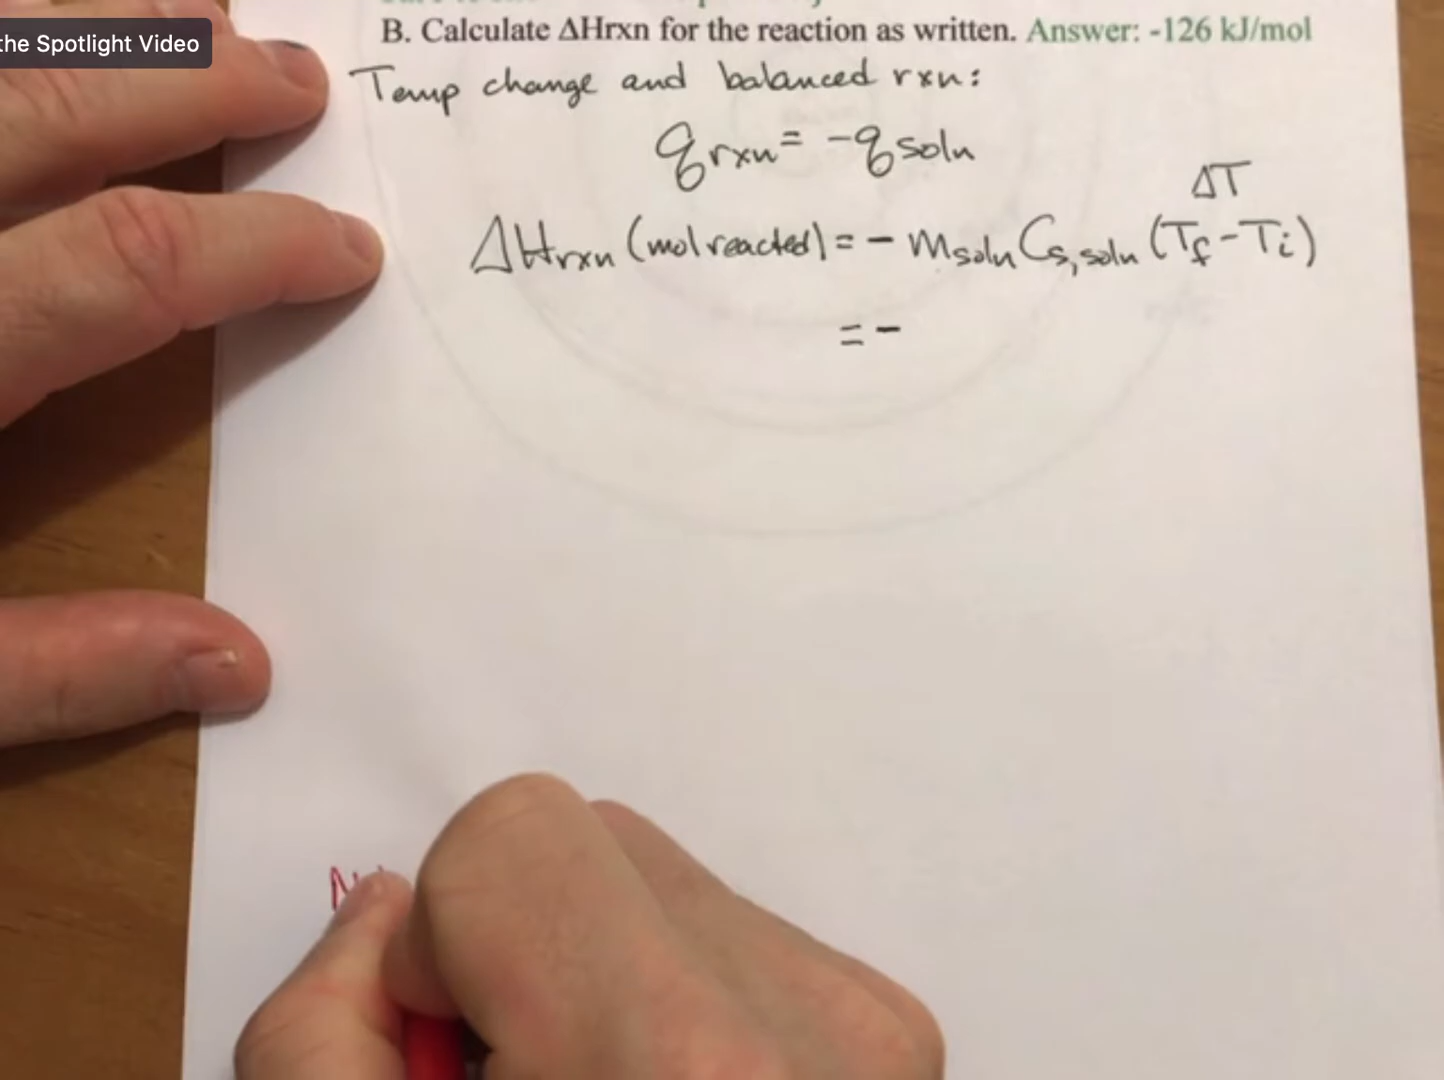 the Spotlight Video
B. Calculate ΔHrxn for the reaction as written. Answer: -126 kJ/mol
Temp change and balanced rxn:
qrxn = -qsoln
ΔT
ΔHrxn (mol reacted) = - msoln Cs,soln (Tf - Ti)
= -